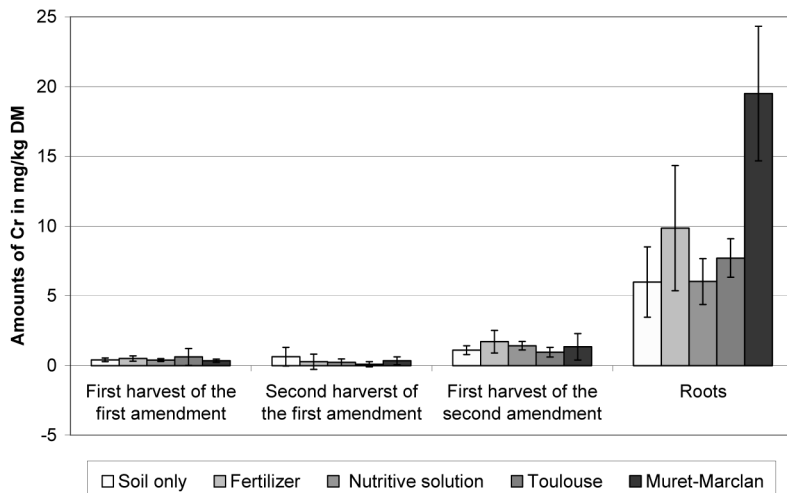 25
20
15
10
5
0
-5
Amounts of Cr in mg/kg DM
First harvest of the
first amendment
Second harverst of
the first amendment
First harvest of the
second amendment
Roots
Soil only
Fertilizer
Nutritive solution
Toulouse
Muret-Marclan